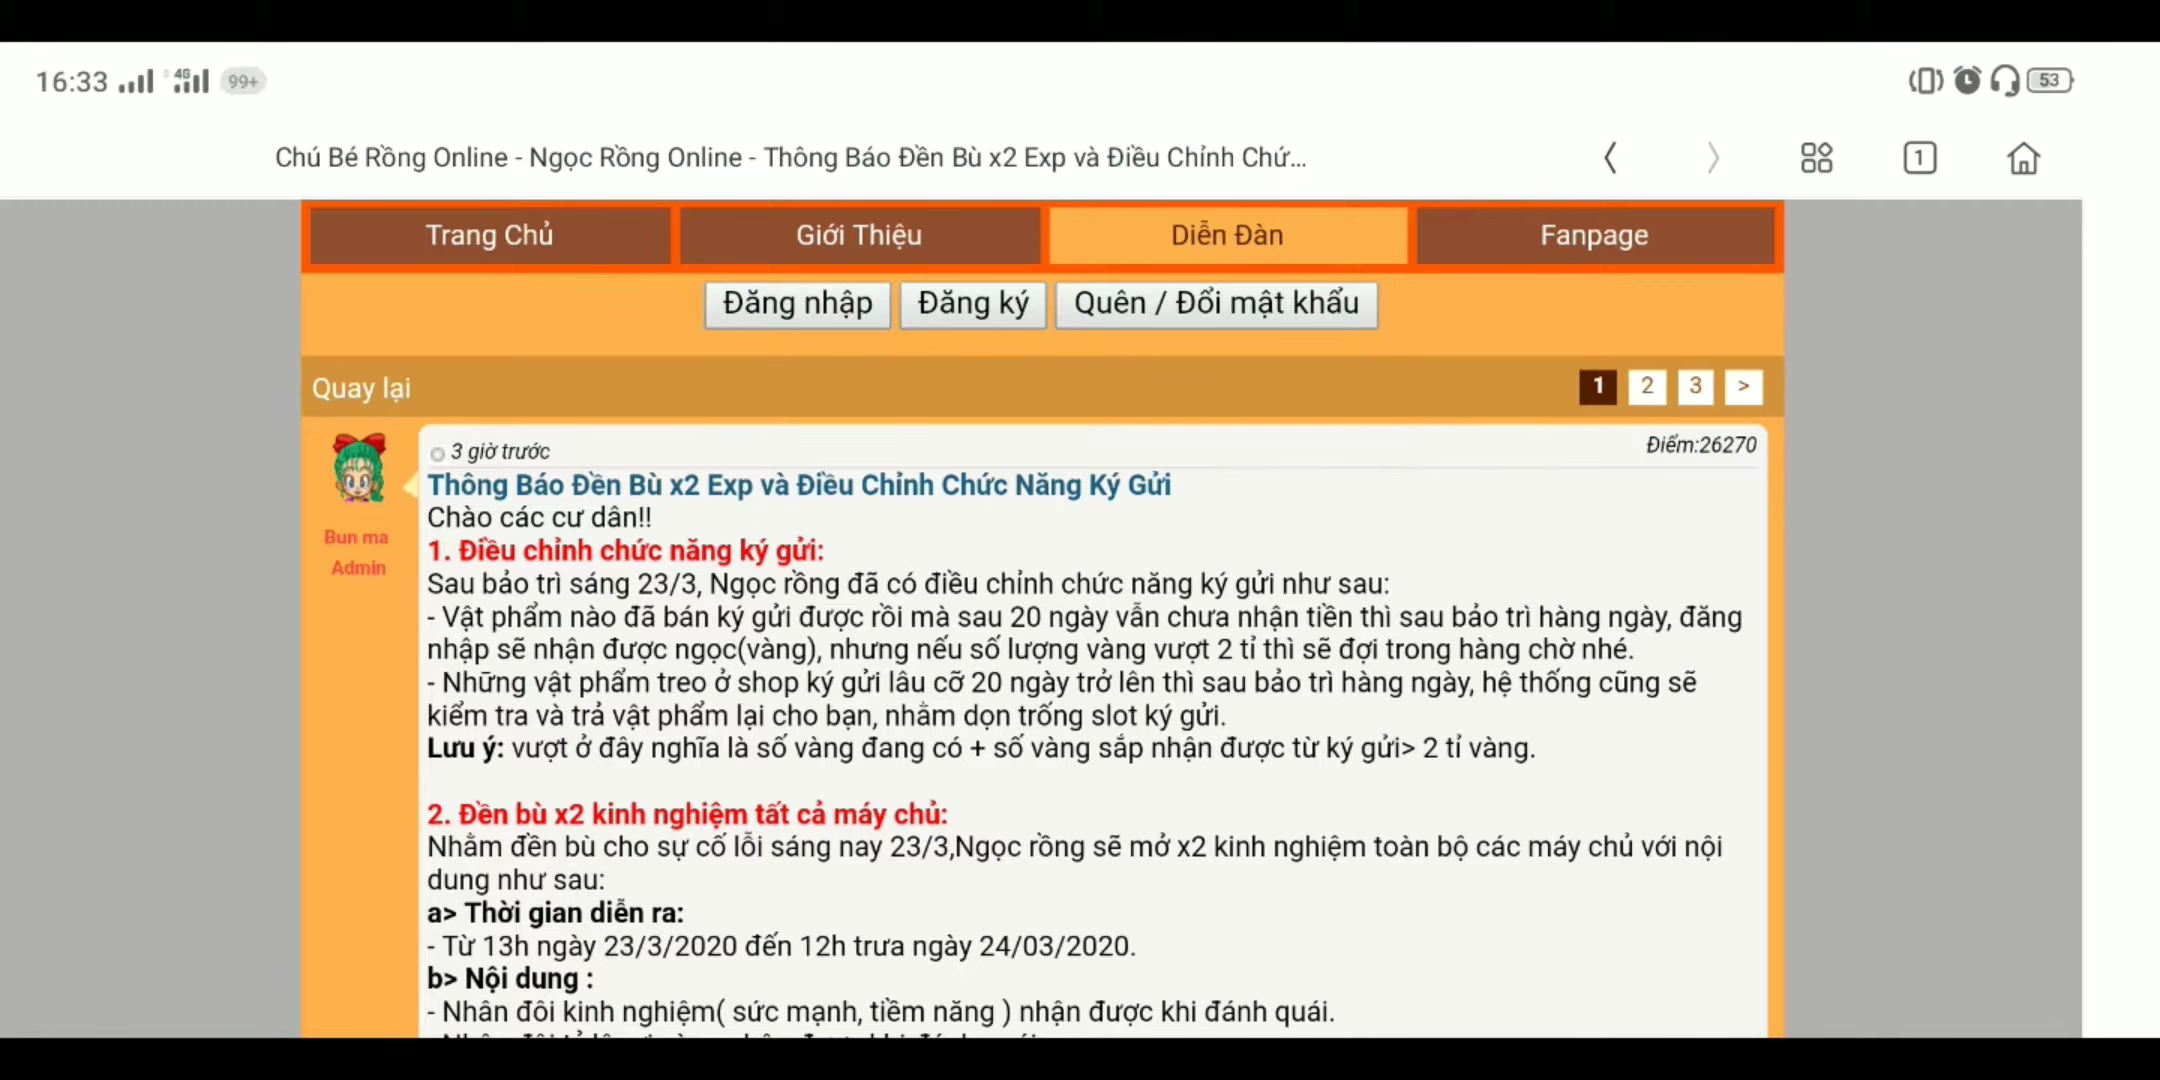 16:33 4G 99+ 53
Chú Bé Rồng Online - Ngọc Rồng Online - Thông Báo Đền Bù x2 Exp và Điều Chỉnh Chứ... 1
Trang Chủ Giới Thiệu Diễn Đàn Fanpage
Đăng nhập Đăng ký Quên / Đổi mật khẩu
Quay lại 1 2 3 >
3 giờ trước Điểm:26270
Thông Báo Đền Bù x2 Exp và Điều Chỉnh Chức Năng Ký Gửi
Chào các cư dân!!
Bun ma
Admin
1. Điều chỉnh chức năng ký gửi:
Sau bảo trì sáng 23/3, Ngọc rồng đã có điều chỉnh chức năng ký gửi như sau:
- Vật phẩm nào đã bán ký gửi được rồi mà sau 20 ngày vẫn chưa nhận tiền thì sau bảo trì hàng ngày, đăng
nhập sẽ nhận được ngọc(vàng), nhưng nếu số lượng vàng vượt 2 tỉ thì sẽ đợi trong hàng chờ nhé.
- Những vật phẩm treo ở shop ký gửi lâu cỡ 20 ngày trở lên thì sau bảo trì hàng ngày, hệ thống cũng sẽ
kiểm tra và trả vật phẩm lại cho bạn, nhằm dọn trống slot ký gửi.
Lưu ý: vượt ở đây nghĩa là số vàng đang có + số vàng sắp nhận được từ ký gửi> 2 tỉ vàng.
2. Đền bù x2 kinh nghiệm tất cả máy chủ:
Nhằm đền bù cho sự cố lỗi sáng nay 23/3,Ngọc rồng sẽ mở x2 kinh nghiệm toàn bộ các máy chủ với nội
dung như sau:
a> Thời gian diễn ra:
- Từ 13h ngày 23/3/2020 đến 12h trưa ngày 24/03/2020.
b> Nội dung :
- Nhân đôi kinh nghiệm( sức mạnh, tiềm năng ) nhận được khi đánh quái.